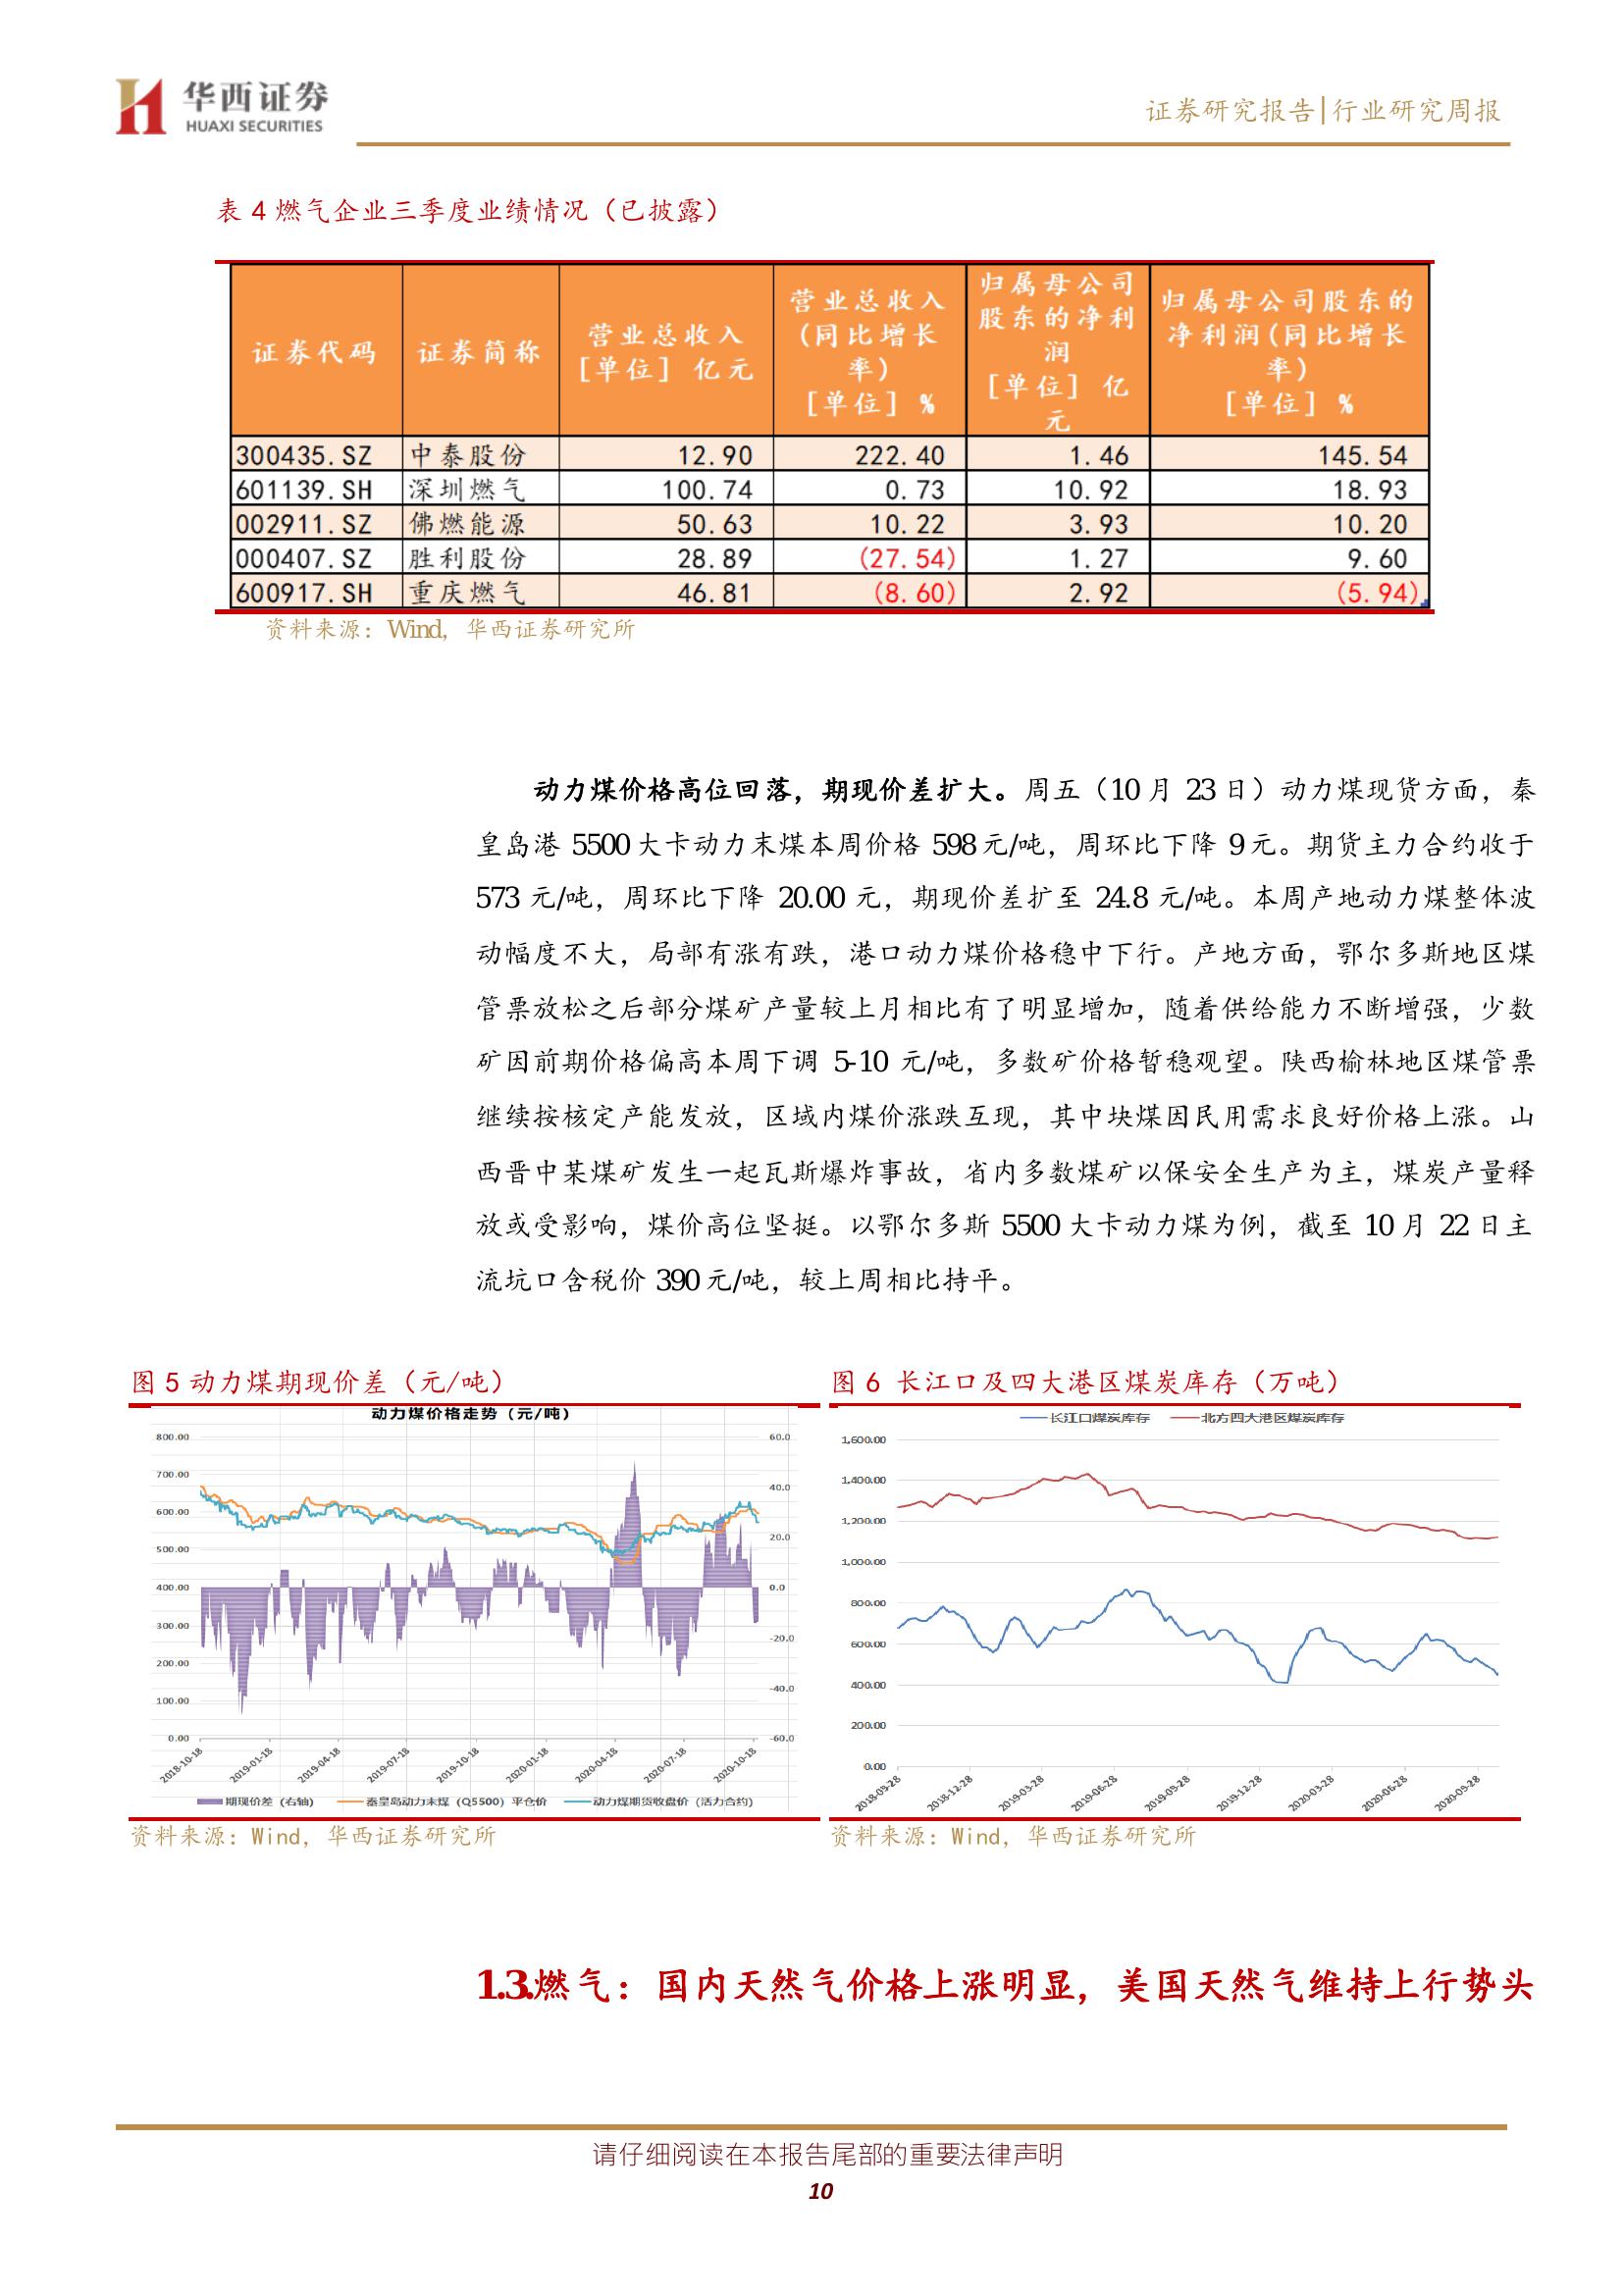 华西证券
HUAXI SECURITIES
证券研究报告|行业研究周报
表 4 燃气企业三季度业绩情况（已披露）
证券代码 证券简称 营业总收入 [单位] 亿元 营业总收入 (同比增长率) [单位] % 归属母公司股东的净利润 [单位] 亿元 归属母公司股东的净利润(同比增长率) [单位] %
300435.SZ 中泰股份 12.90 222.40 1.46 145.54
601139.SH 深圳燃气 100.74 0.73 10.92 18.93
002911.SZ 佛燃能源 50.63 10.22 3.93 10.20
000407.SZ 胜利股份 28.89 (27.54) 1.27 9.60
600917.SH 重庆燃气 46.81 (8.60) 2.92 (5.94)
资料来源：Wind，华西证券研究所
动力煤价格高位回落，期现价差扩大。周五（10 月 23 日）动力煤现货方面，秦
皇岛港 5500 大卡动力末煤本周价格 598 元/吨，周环比下降 9 元。期货主力合约收于
573 元/吨，周环比下降 20.00 元，期现价差扩至 24.8 元/吨。本周产地动力煤整体波
动幅度不大，局部有涨有跌，港口动力煤价格稳中下行。产地方面，鄂尔多斯地区煤
管票放松之后部分煤矿产量较上月相比有了明显增加，随着供给能力不断增强，少数
矿因前期价格偏高本周下调 5-10 元/吨，多数矿价格暂稳观望。陕西榆林地区煤管票
继续按核定产能发放，区域内煤价涨跌互现，其中块煤因民用需求良好价格上涨。山
西晋中某煤矿发生一起瓦斯爆炸事故，省内多数煤矿以保安全生产为主，煤炭产量释
放或受影响，煤价高位坚挺。以鄂尔多斯 5500 大卡动力煤为例，截至 10 月 22 日主
流坑口含税价 390 元/吨，较上周相比持平。
图 5 动力煤期现价差（元/吨）
动力煤价格走势（元/吨）
800.00
700.00
600.00
500.00
400.00
300.00
200.00
100.00
0.00
60.0
40.0
20.0
0.0
-20.0
-40.0
-60.0
2018-10-18 2019-01-18 2019-04-18 2019-07-18 2019-10-18 2020-01-18 2020-04-18 2020-07-18 2020-10-18
期现价差（右轴） 秦皇岛动力末煤（Q5500）平仓价 动力煤期货收盘价（活力合约）
资料来源：Wind，华西证券研究所
图 6 长江口及四大港区煤炭库存（万吨）
长江口煤炭库存 北方四大港区煤炭库存
1,600.00
1,400.00
1,200.00
1,000.00
800.00
600.00
400.00
200.00
0.00
2018-09-28 2018-12-28 2019-03-28 2019-06-28 2019-09-28 2019-12-28 2020-03-28 2020-06-28 2020-09-28
资料来源：Wind，华西证券研究所
1.3.燃气：国内天然气价格上涨明显，美国天然气维持上行势头
请仔细阅读在本报告尾部的重要法律声明
10